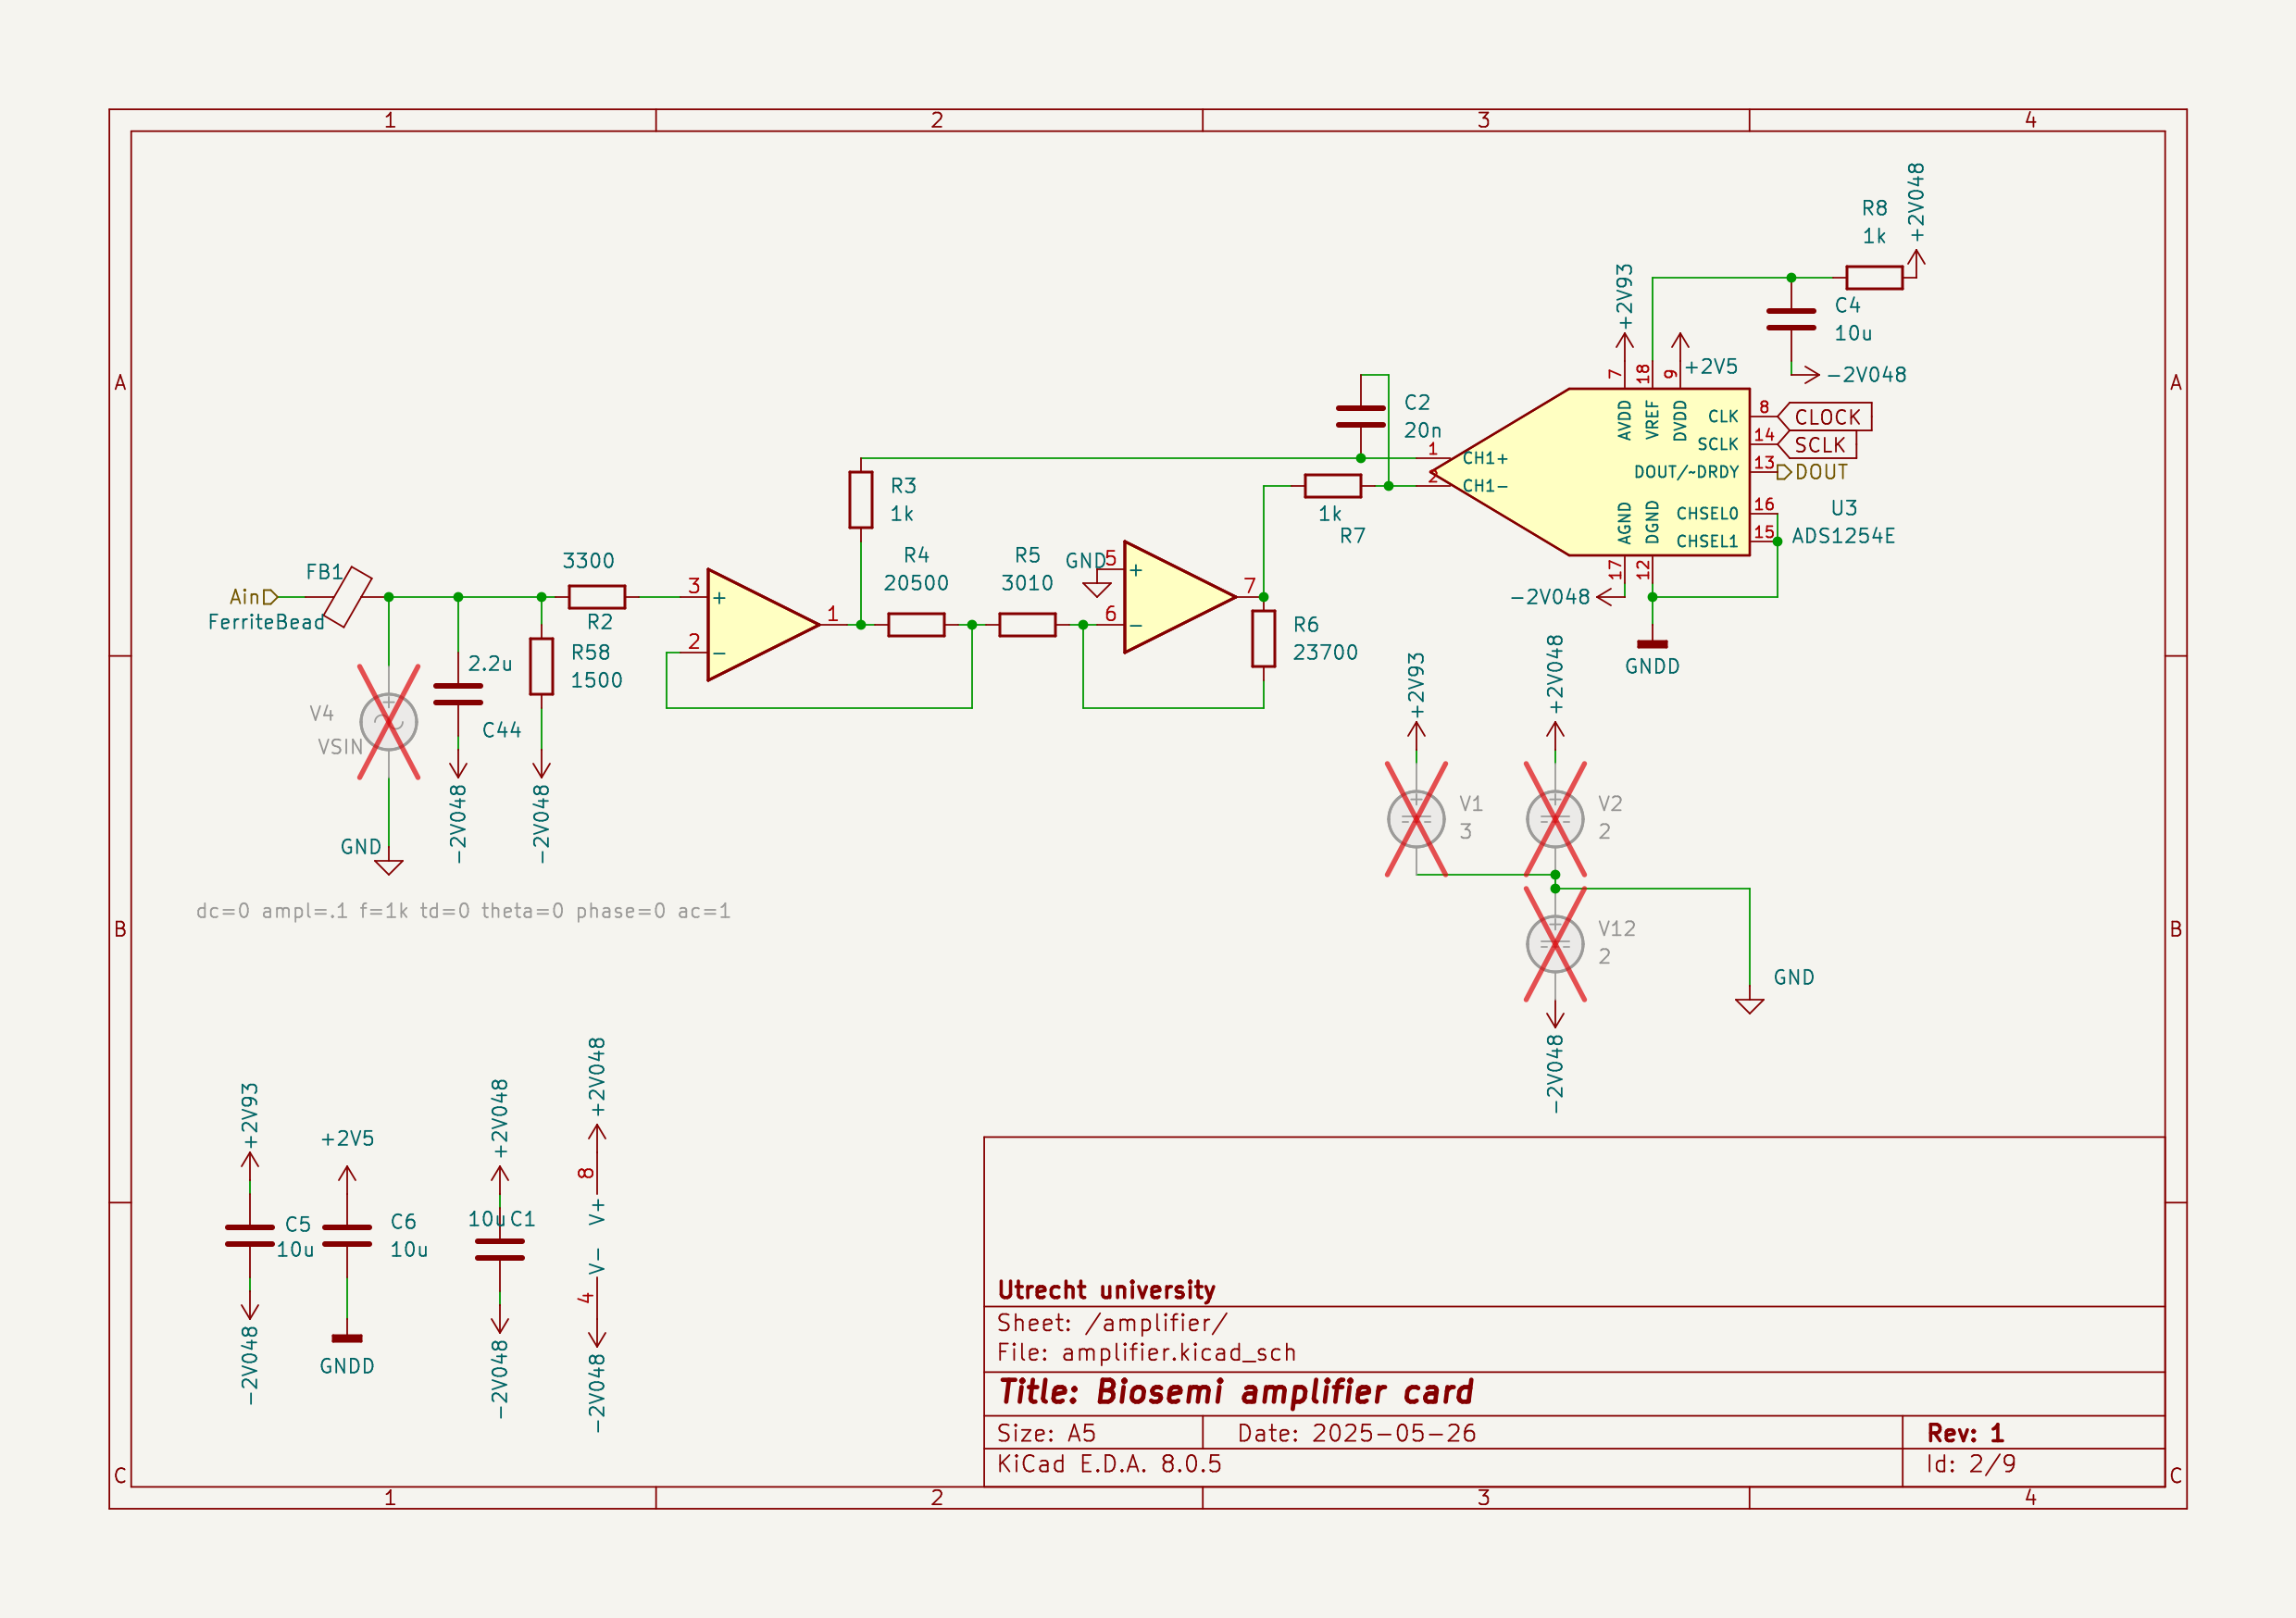 1 2 3 4
A
B
C
A
B
C
1 2 3 4
+2V048
R8
1k
+2V93
C4
10u
-2V048
+2V5
7
18
9
AVDD
VREF
DVDD
CLK
8
CLOCK
SCLK
14
SCLK
DOUT/~DRDY
13
DOUT
CHSEL0
16
CHSEL1
15
U3
ADS1254E
1
CH1+
2
CH1-
AGND
DGND
17
12
-2V048
GNDD
C2
20n
1k
R7
R3
1k
Ain
FB1
FerriteBead
3300
R2
3
+
2
-
1
R4
20500
R5
3010
GND
5
+
6
-
7
R6
23700
2.2u
C44
R58
1500
V4
VSIN
-2V048
-2V048
GND
dc=0 ampl=.1 f=1k td=0 theta=0 phase=0 ac=1
+2V93
+2V048
V1
3
V2
2
V12
2
GND
-2V048
+2V93
C5
10u
-2V048
+2V5
C6
10u
GNDD
+2V048
10u C1
-2V048
+2V048
8
V+
V-
4
-2V048
Utrecht university
Sheet: /amplifier/
File: amplifier.kicad_sch
Title: Biosemi amplifier card
Size: A5 Date: 2025-05-26 Rev: 1
KiCad E.D.A. 8.0.5 Id: 2/9